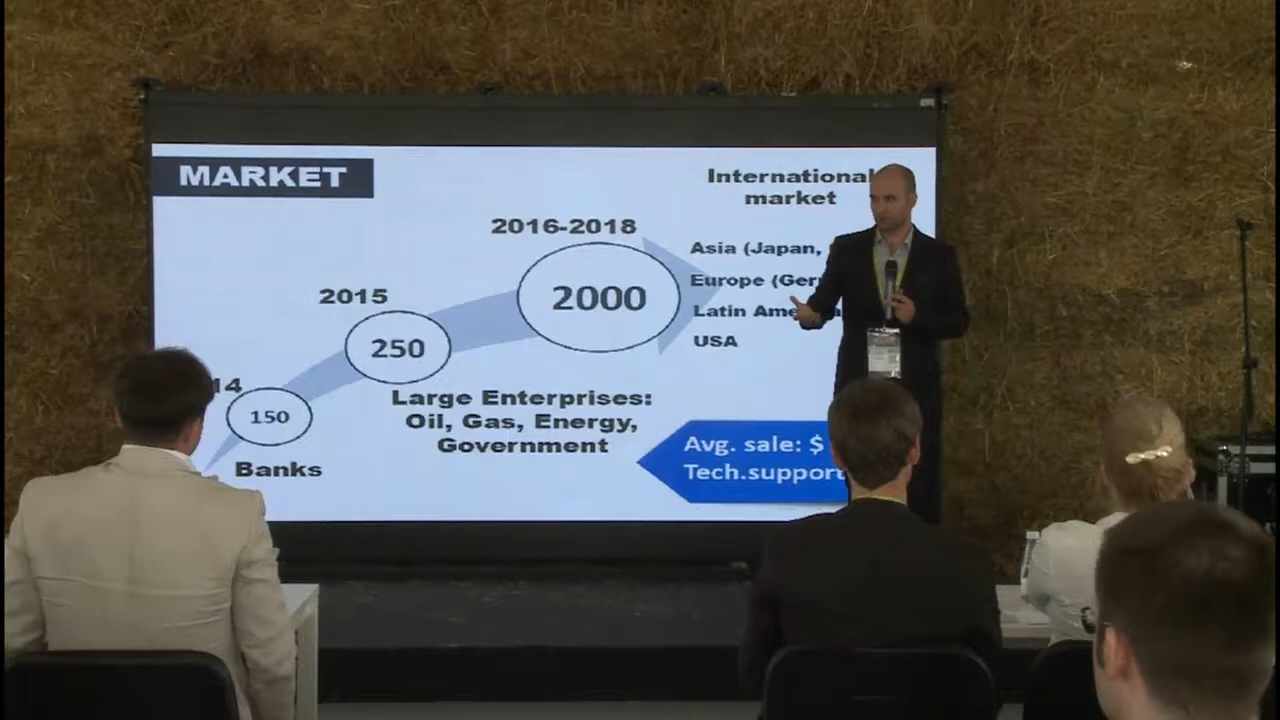 MARKET
International
market
2016-2018
2000
Asia (Japan,
Europe (Ger
Latin Ame
USA
2015
250
14
150
Banks
Large Enterprises:
Oil, Gas, Energy,
Government
Avg. sale: $
Tech.support